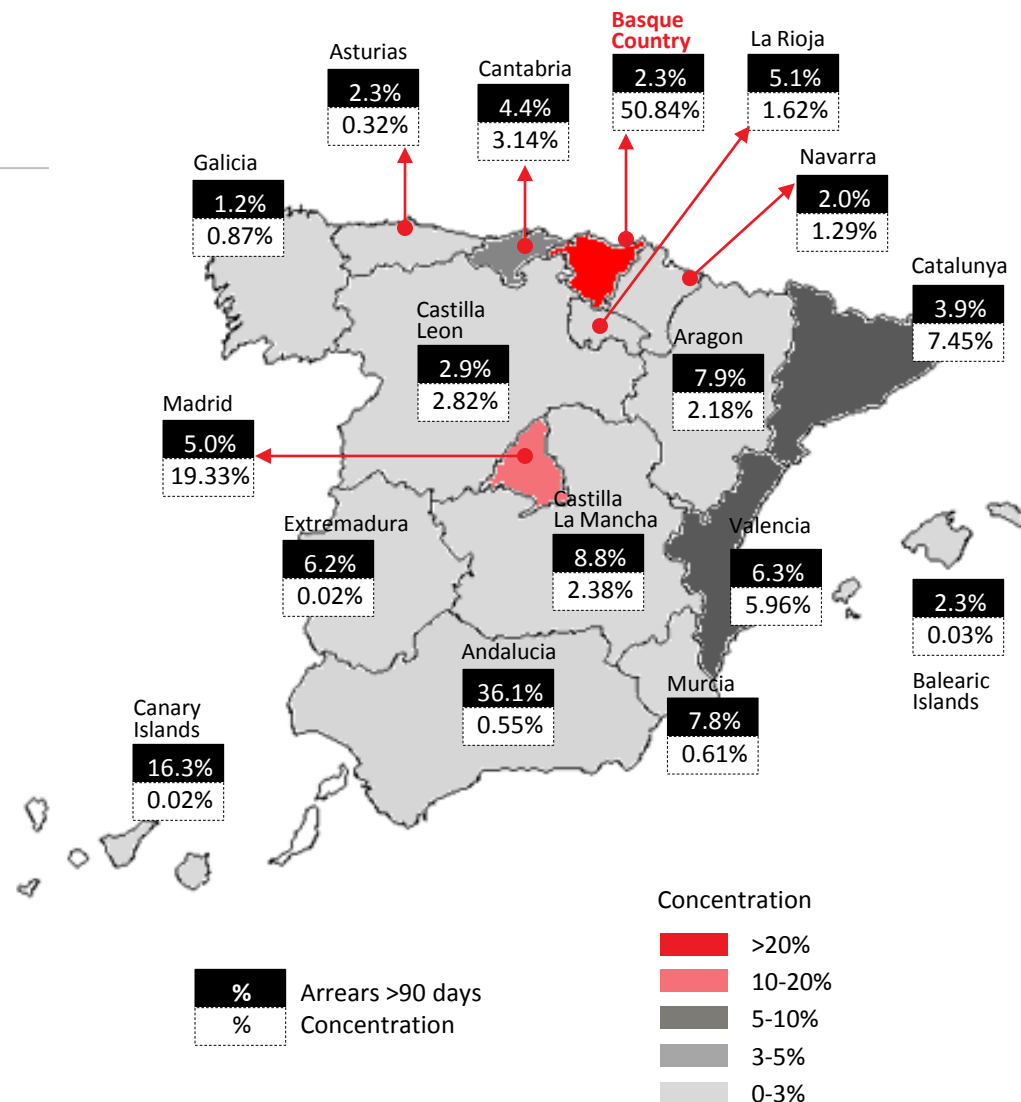 Basque
Country
2.3%
50.84%
La Rioja
5.1%
1.62%
Asturias
2.3%
0.32%
Cantabria
4.4%
3.14%
Navarra
2.0%
1.29%
Galicia
1.2%
0.87%
Catalunya
3.9%
7.45%
Castilla
Leon
2.9%
2.82%
Aragon
7.9%
2.18%
Madrid
5.0%
19.33%
Extremadura
6.2%
0.02%
Castilla
La Mancha
8.8%
2.38%
Valencia
6.3%
5.96%
2.3%
0.03%
Balearic
Islands
Andalucia
36.1%
0.55%
Murcia
7.8%
0.61%
Canary
Islands
16.3%
0.02%
% Arrears >90 days
% Concentration
Concentration
>20%
10-20%
5-10%
3-5%
0-3%